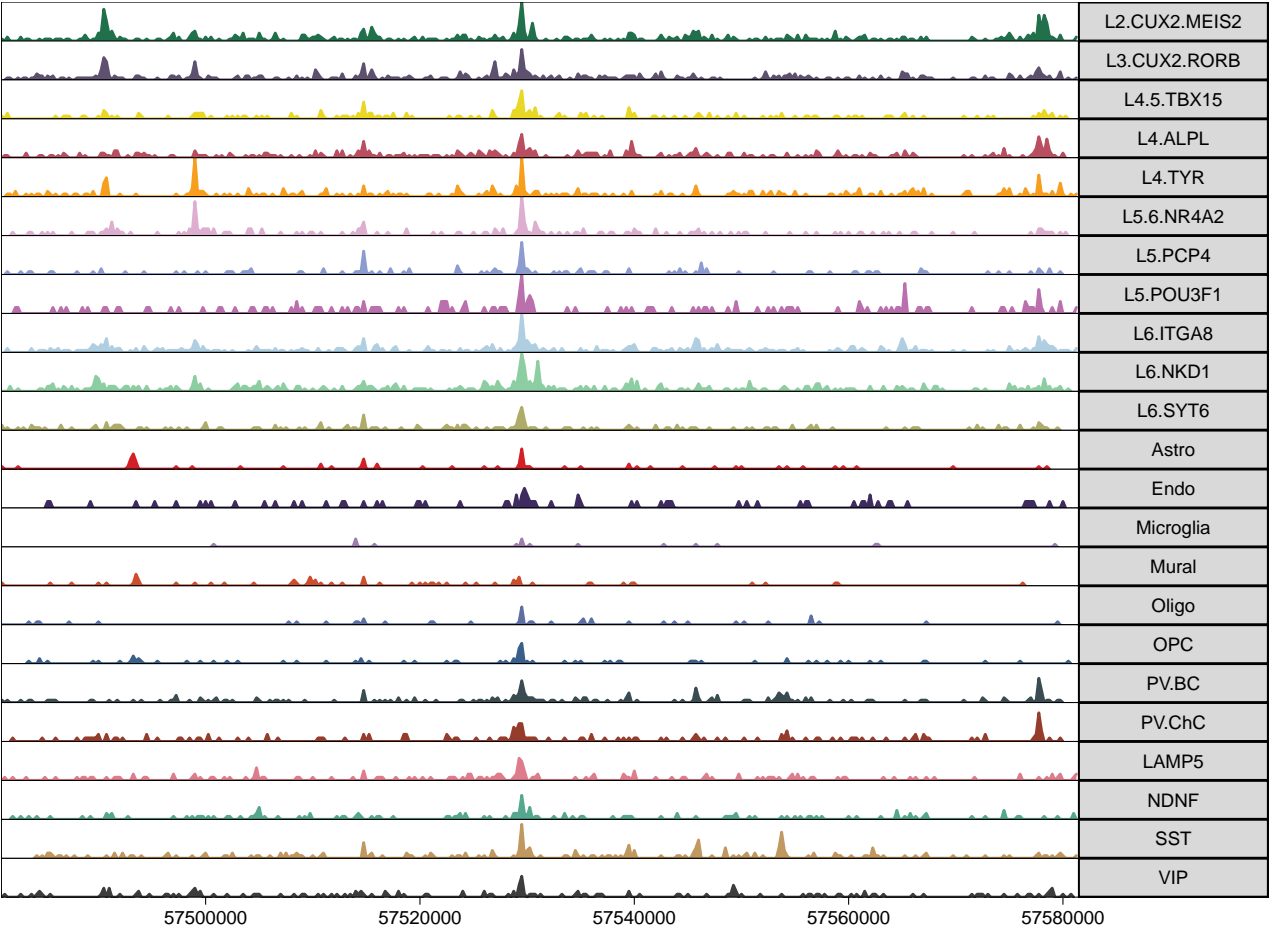 L2.CUX2.MEIS2
L3.CUX2.RORB
L4.5.TBX15
L4.ALPL
L4.TYR
L5.6.NR4A2
L5.PCP4
L5.POU3F1
L6.ITGA8
L6.NKD1
L6.SYT6
Astro
Endo
Microglia
Mural
Oligo
OPC
PV.BC
PV.ChC
LAMP5
NDNF
SST
VIP
57500000 57520000 57540000 57560000 57580000